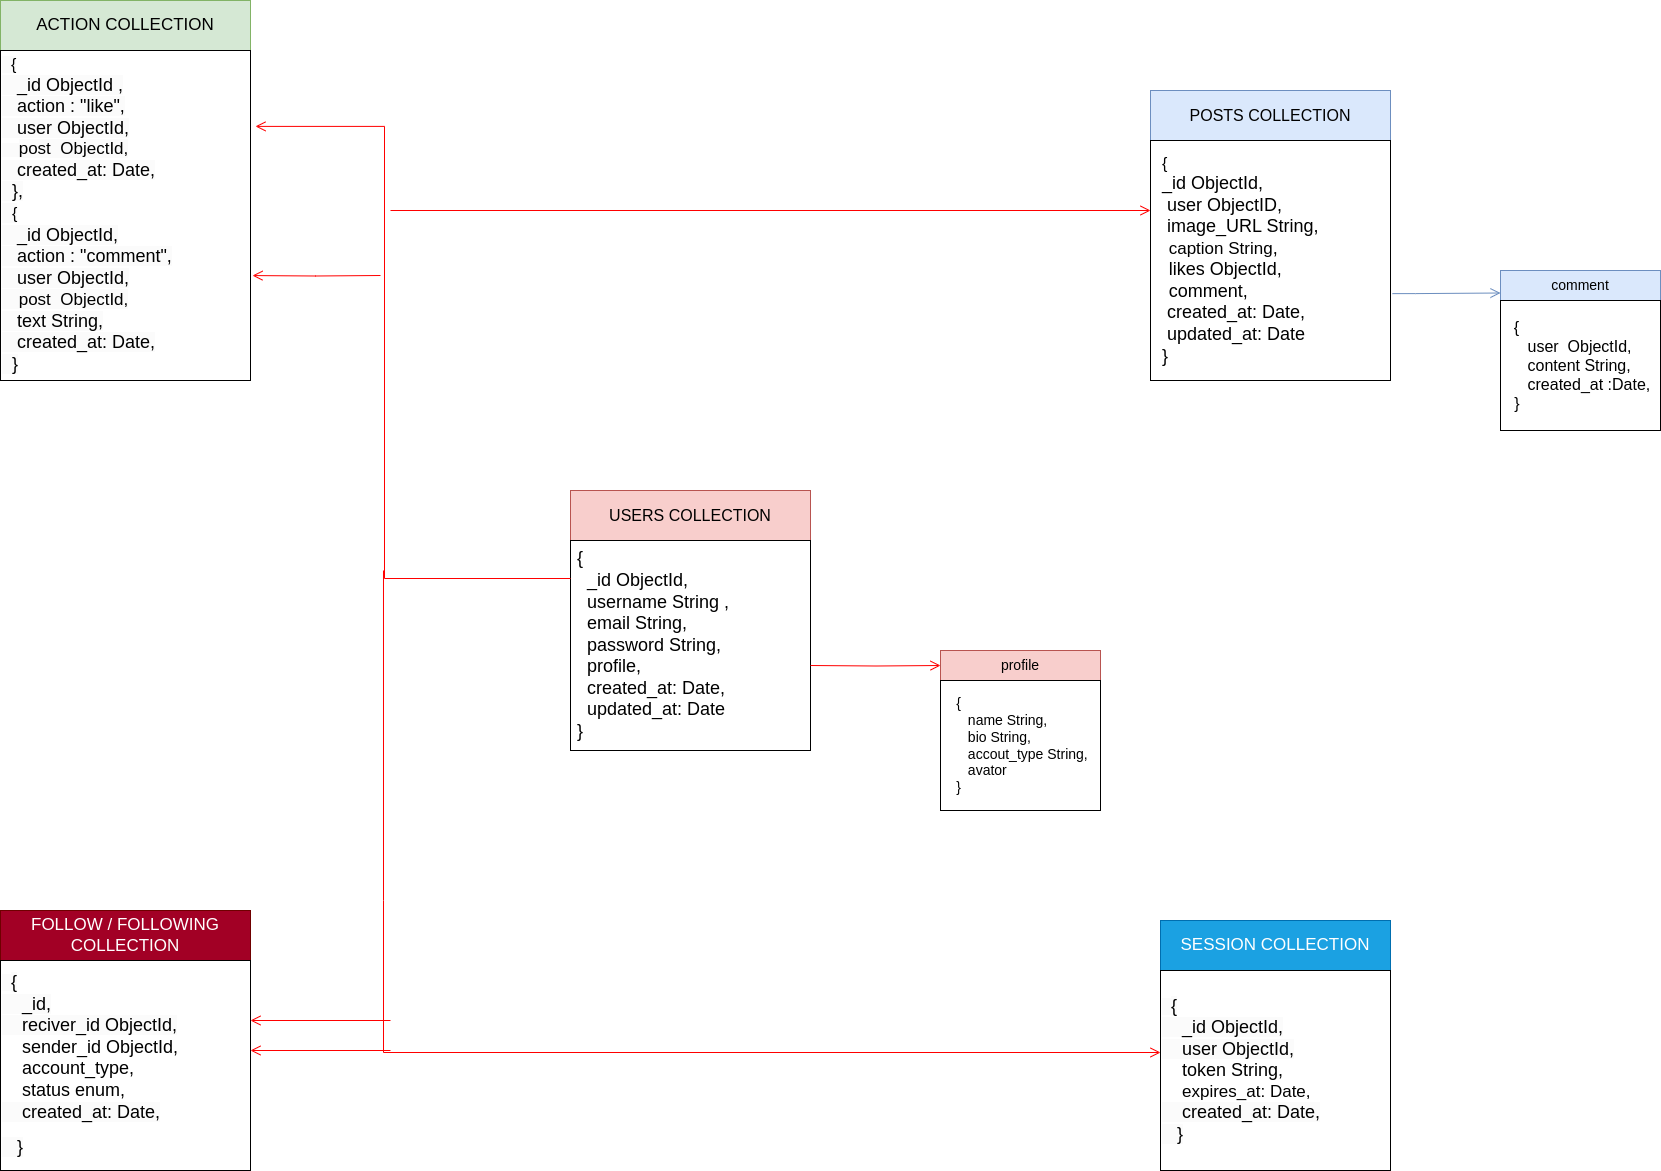 ACTION COLLECTION
{
_id ObjectId ,
action : "like",
user ObjectId,
post  ObjectId,
created_at: Date,
},
{
_id ObjectId,
action : "comment",
user ObjectId,
post  ObjectId,
text String,
created_at: Date,
}
POSTS COLLECTION
{
_id ObjectId,
user ObjectID,
image_URL String,
caption String,
likes ObjectId,
comment,
created_at: Date,
updated_at: Date
}
comment
{
user  ObjectId,
content String,
created_at :Date,
}
USERS COLLECTION
{
_id ObjectId,
username String ,
email String,
password String,
profile,
created_at: Date,
updated_at: Date
}
profile
{
name String,
bio String,
accout_type String,
avator
}
FOLLOW / FOLLOWING
COLLECTION
{
_id,
reciver_id ObjectId,
sender_id ObjectId,
account_type,
status enum,
created_at: Date,
}
SESSION COLLECTION
{
_id ObjectId,
user ObjectId,
token String,
expires_at: Date,
created_at: Date,
}